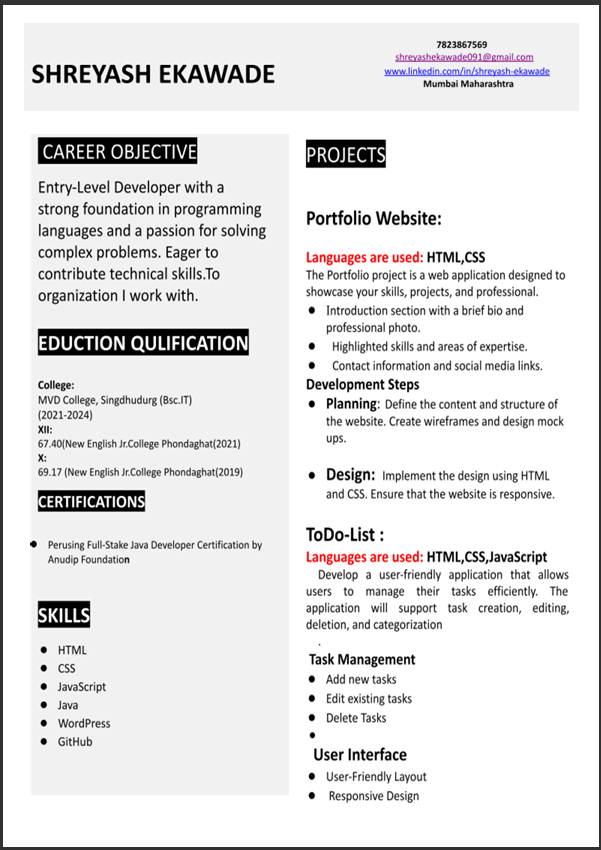 SHREYASH EKAWADE
7823867569
shreyashekawade091@gmail.com
www.linkedin.com/in/shreyash-ekawade
Mumbai Maharashtra
CAREER OBJECTIVE
Entry-Level Developer with a
strong foundation in programming
languages and a passion for solving
complex problems. Eager to
contribute technical skills.To
organization I work with.
EDUCTION QULIFICATION
College:
MVD College, Singdhudurg (Bsc.IT)
(2021-2024)
XII:
67.40(New English Jr.College Phondaghat(2021)
X:
69.17 (New English Jr.College Phondaghat(2019)
CERTIFICATIONS
● Perusing Full-Stake Java Developer Certification by
Anudip Foundation
SKILLS
● HTML
● CSS
● JavaScript
● Java
● WordPress
● GitHub
PROJECTS
Portfolio Website:
Languages are used: HTML,CSS
The Portfolio project is a web application designed to
showcase your skills, projects, and professional.
● Introduction section with a brief bio and
professional photo.
● Highlighted skills and areas of expertise.
● Contact information and social media links.
Development Steps
● Planning: Define the content and structure of
the website. Create wireframes and design mock
ups.
● Design: Implement the design using HTML
and CSS. Ensure that the website is responsive.
ToDo-List :
Languages are used: HTML,CSS,JavaScript
Develop a user-friendly application that allows
users to manage their tasks efficiently. The
application will support task creation, editing,
deletion, and categorization
.
Task Management
● Add new tasks
● Edit existing tasks
● Delete Tasks
●
User Interface
● User-Friendly Layout
● Responsive Design